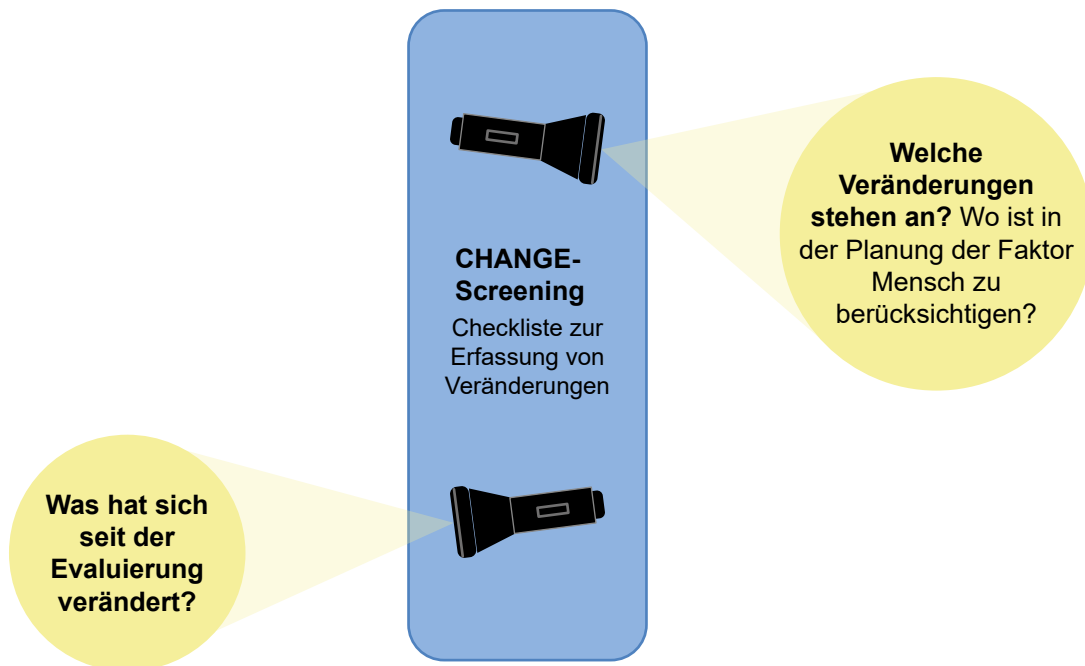 Welche
Veränderungen
stehen an? Wo ist in
der Planung der Faktor
Mensch zu
berücksichtigen?
CHANGE-
Screening
Checkliste zur
Erfassung von
Veränderungen
Was hat sich
seit der
Evaluierung
verändert?